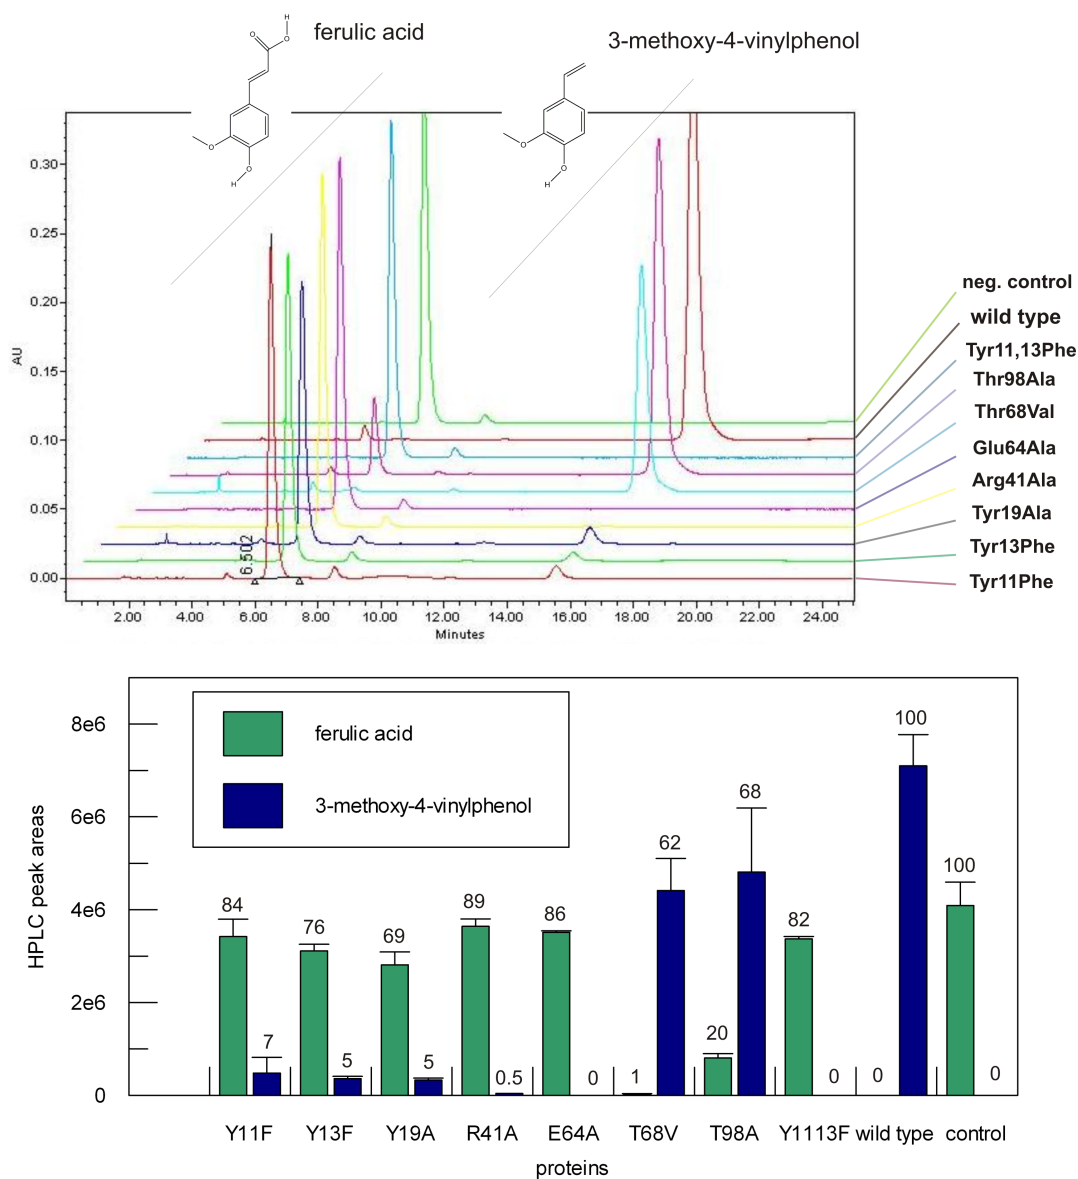 ferulic acid
3-methoxy-4-vinylphenol
H
O
O
O
O
H
O
O
H
AU
0.30
0.25
0.20
0.15
0.10
0.05
0.00
6.502
2.00 4.00 6.00 8.00 10.00 12.00 14.00 16.00 18.00 20.00 22.00 24.00
Minutes
neg. control
wild type
Tyr11,13Phe
Thr98Ala
Thr68Val
Glu64Ala
Arg41Ala
Tyr19Ala
Tyr13Phe
Tyr11Phe
HPLC peak areas
8e6
6e6
4e6
2e6
0
ferulic acid
3-methoxy-4-vinylphenol
84 7 76 5 69 5 89 0.5 86 0 1 62 20 68 82 0 0 100 100 0
Y11F Y13F Y19A R41A E64A T68V T98A Y1113F wild type control
proteins